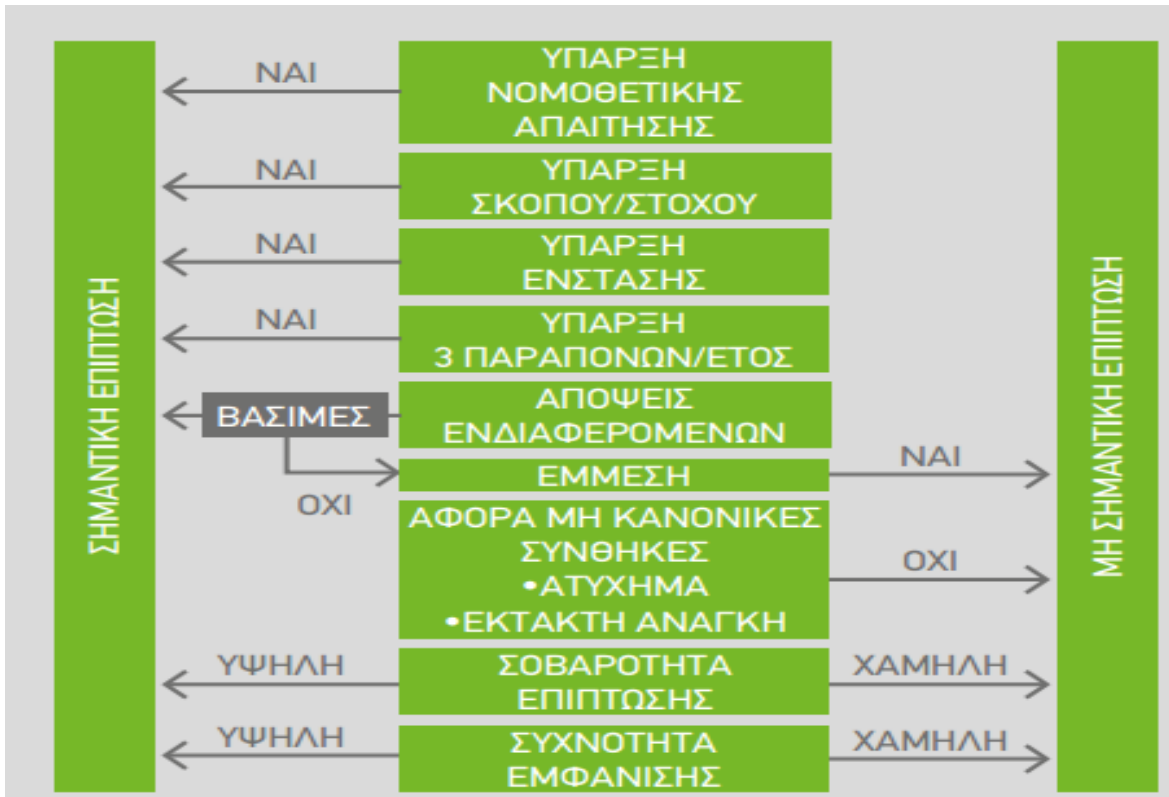 ΣΗΜΑΝΤΙΚΗ ΕΠΙΠΤΩΣΗ
ΝΑΙ
ΥΠΑΡΞΗ
ΝΟΜΟΘΕΤΙΚΗΣ
ΑΠΑΙΤΗΣΗΣ
ΝΑΙ
ΥΠΑΡΞΗ
ΣΚΟΠΟΥ/ΣΤΟΧΟΥ
ΝΑΙ
ΥΠΑΡΞΗ
ΕΝΣΤΑΣΗΣ
ΝΑΙ
ΥΠΑΡΞΗ
3 ΠΑΡΑΠΟΝΩΝ/ΕΤΟΣ
ΒΑΣΙΜΕΣ
ΑΠΟΨΕΙΣ
ΕΝΔΙΑΦΕΡΟΜΕΝΩΝ
ΟΧΙ
ΕΜΜΕΣΗ
ΝΑΙ
ΑΦΟΡΑ ΜΗ ΚΑΝΟΝΙΚΕΣ
ΣΥΝΘΗΚΕΣ
•ΑΤΥΧΗΜΑ
•ΕΚΤΑΚΤΗ ΑΝΑΓΚΗ
ΟΧΙ
ΥΨΗΛΗ
ΣΟΒΑΡΟΤΗΤΑ
ΕΠΙΠΤΩΣΗΣ
ΧΑΜΗΛΗ
ΥΨΗΛΗ
ΣΥΧΝΟΤΗΤΑ
ΕΜΦΑΝΙΣΗΣ
ΧΑΜΗΛΗ
ΜΗ ΣΗΜΑΝΤΙΚΗ ΕΠΙΠΤΩΣΗ